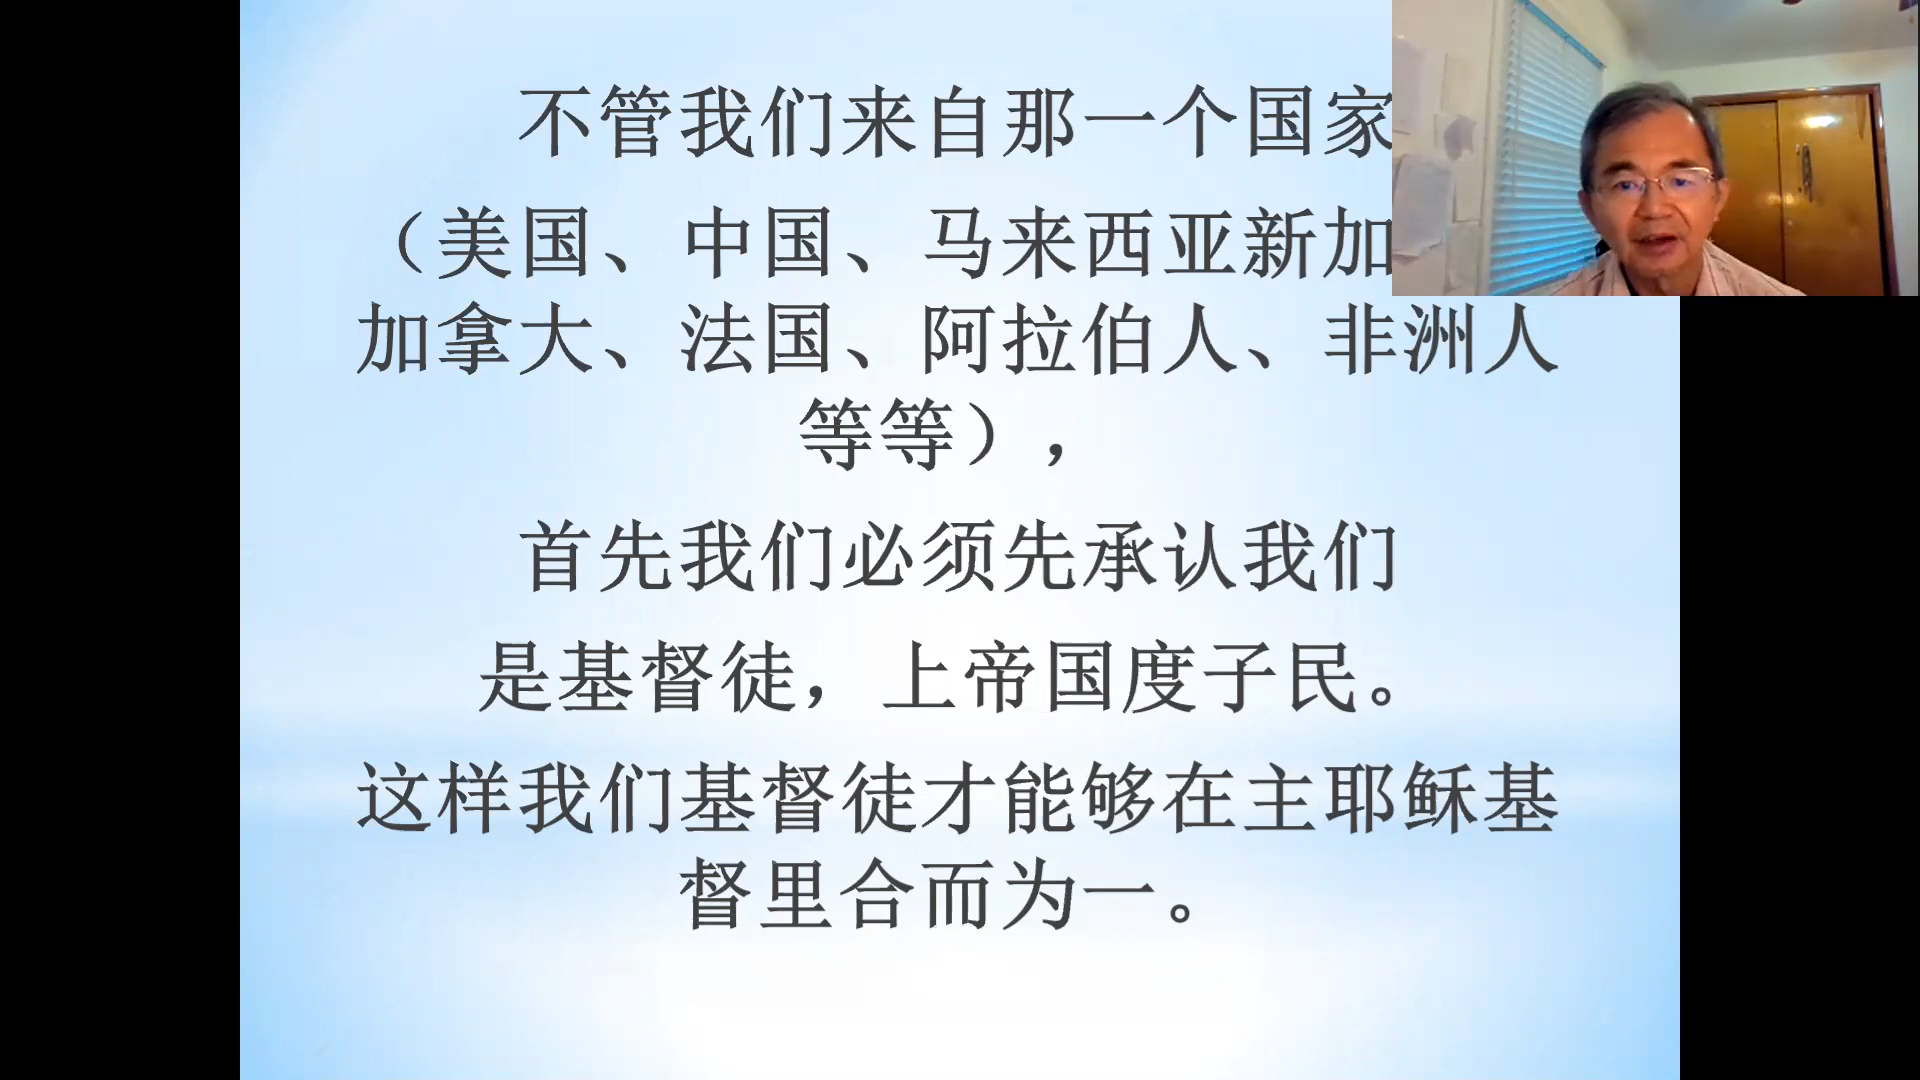 不管我们来自那一个国家
（美国、中国、马来西亚新加
加拿大、法国、阿拉伯人、非洲人
等等），
首先我们必须先承认我们
是基督徒，上帝国度子民。
这样我们基督徒才能够在主耶稣基
督里合而为一。